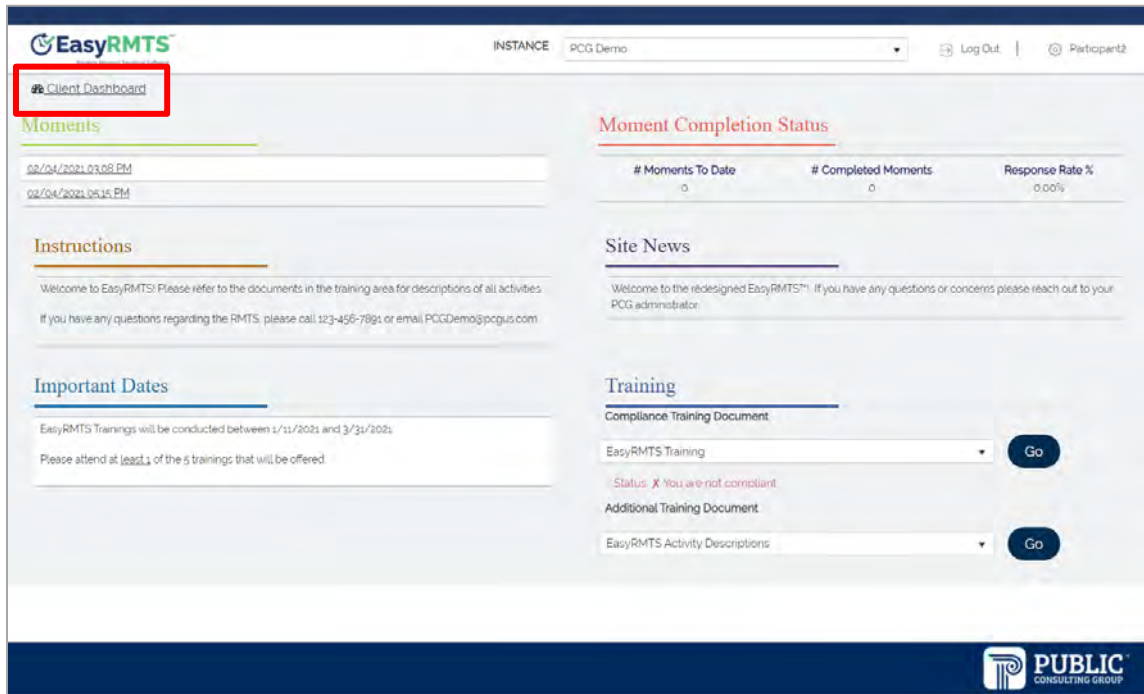 EasyRMTS™
INSTANCE
PCG Demo
Log Out
Participant2
Client Dashboard
Moments
02/04/2021 03:08 PM
02/04/2021 05:15 PM
Moment Completion Status
# Moments To Date
# Completed Moments
Response Rate %
0
0
0.00%
Instructions
Welcome to EasyRMTS! Please refer to the documents in the training area for descriptions of all activities.
If you have any questions regarding the RMTS, please call 123-456-7891 or email PCGDemo@pcgus.com
Site News
Welcome to the redesigned EasyRMTS™! If you have any questions or concerns please reach out to your
PCG administrator.
Important Dates
EasyRMTS Trainings will be conducted between 1/11/2021 and 3/31/2021
Please attend at least 1 of the 5 trainings that will be offered.
Training
Compliance Training Document
EasyRMTS Training
Go
Status: ✗ You are not compliant
Additional Training Document
EasyRMTS Activity Descriptions
Go
PUBLIC
CONSULTING GROUP